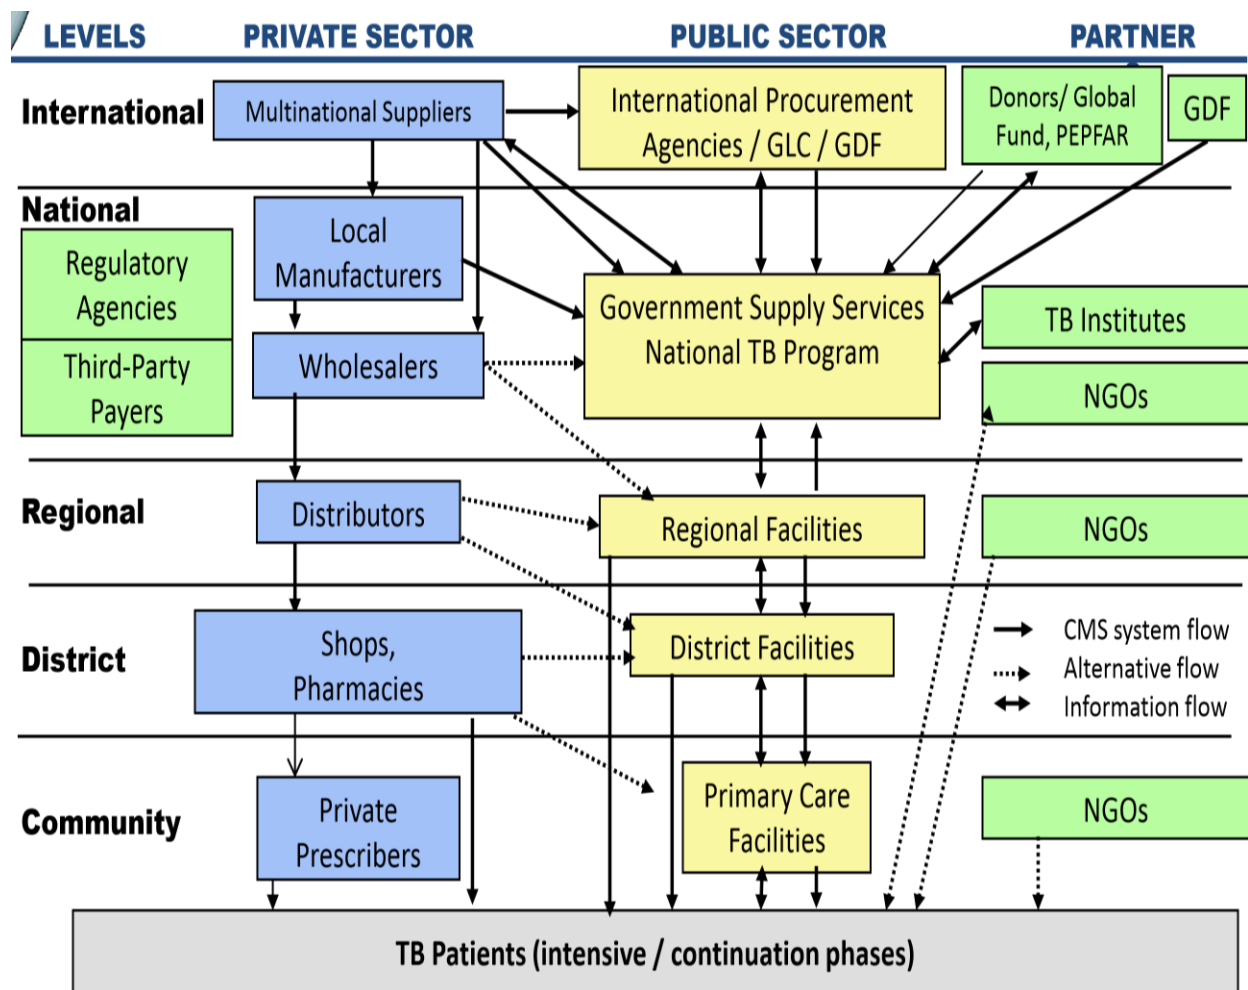 LEVELS
PRIVATE SECTOR
PUBLIC SECTOR
PARTNER
International
Multinational Suppliers
International Procurement
Agencies / GLC / GDF
Donors/ Global
Fund, PEPFAR
GDF
National
Regulatory
Agencies
Third-Party
Payers
Local
Manufacturers
Wholesalers
Government Supply Services
National TB Program
TB Institutes
NGOs
Regional
Distributors
Regional Facilities
NGOs
District
Shops,
Pharmacies
District Facilities
CMS system flow
Alternative flow
Information flow
Community
Private
Prescribers
Primary Care
Facilities
NGOs
TB Patients (intensive / continuation phases)